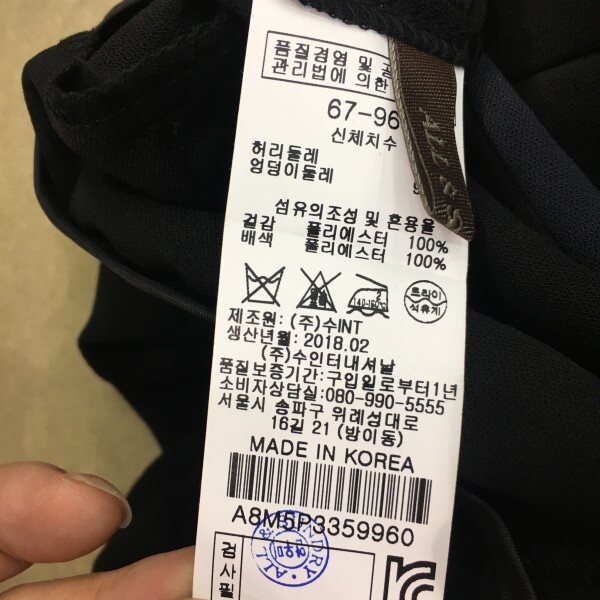 품질경영 및 공
관리법에 의한
67-96
신체치수
허리둘레
엉덩이둘레
섬유의조성 및 혼용율
겉감 폴리에스터 100%
배색 폴리에스터 100%
140-160℃
드라이
석유계
제조원: (주)수INT
생산년월: 2018.02
(주)수인터내셔날
품질보증기간:구입일로부터1년
소비자상담실:080-990-5555
서울시 송파구 위례성대로
16길 21 (방이동)
MADE IN KOREA
A8M5P3359960
검
사
필